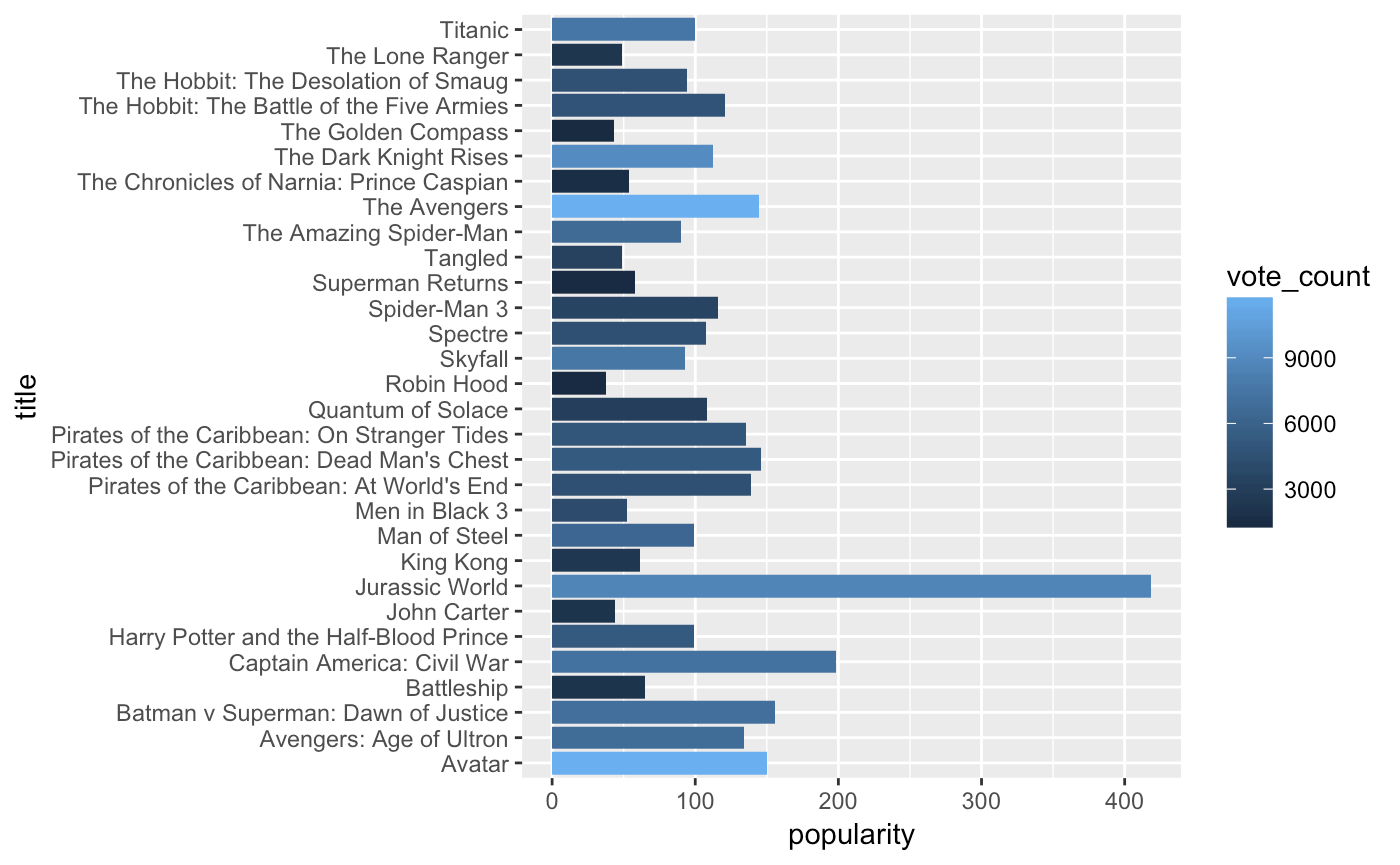 Titanic
The Lone Ranger
The Hobbit: The Desolation of Smaug
The Hobbit: The Battle of the Five Armies
The Golden Compass
The Dark Knight Rises
The Chronicles of Narnia: Prince Caspian
The Avengers
The Amazing Spider-Man
Tangled
Superman Returns
Spider-Man 3
Spectre
Skyfall
Robin Hood
Quantum of Solace
Pirates of the Caribbean: On Stranger Tides
Pirates of the Caribbean: Dead Man's Chest
Pirates of the Caribbean: At World's End
Men in Black 3
Man of Steel
King Kong
Jurassic World
John Carter
Harry Potter and the Half-Blood Prince
Captain America: Civil War
Battleship
Batman v Superman: Dawn of Justice
Avengers: Age of Ultron
Avatar
title
0 100 200 300 400
popularity
vote_count
9000
6000
3000